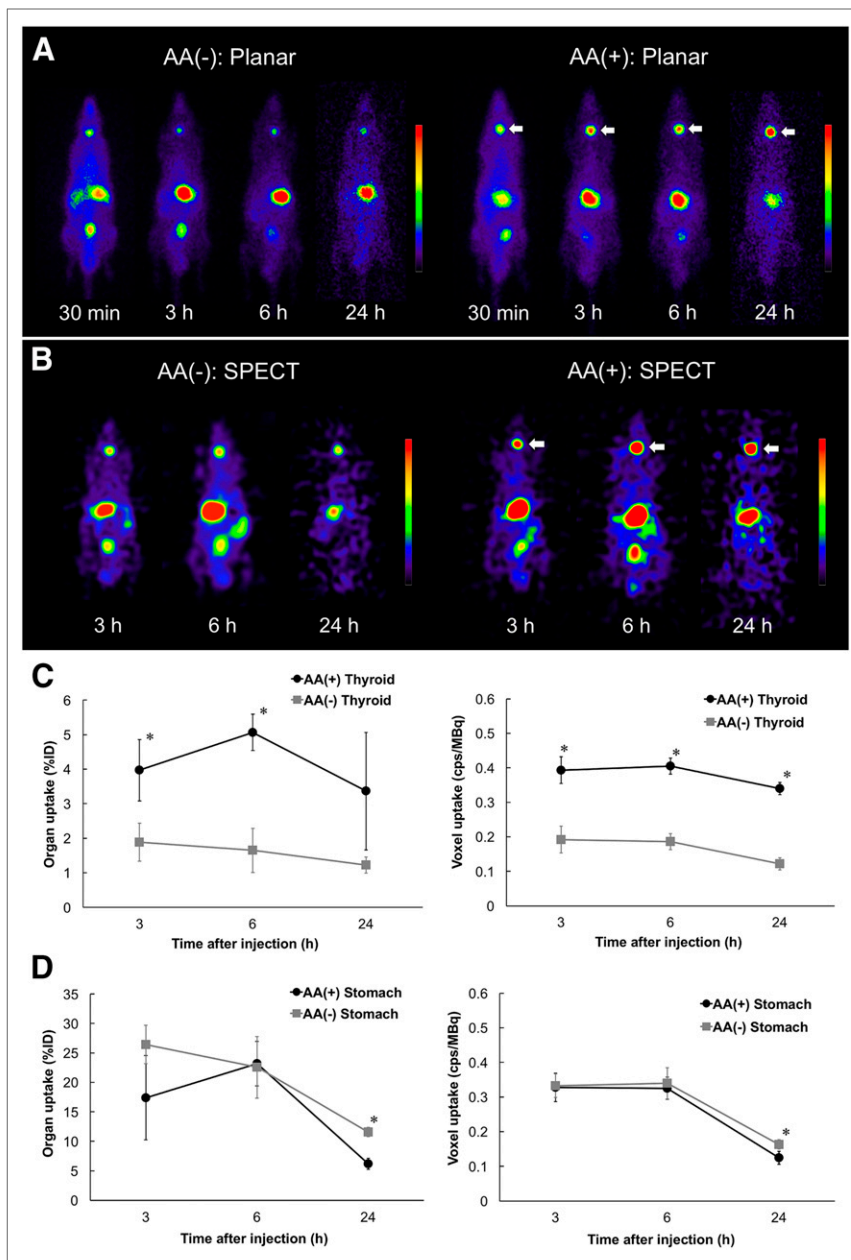 A
AA(-): Planar
AA(+): Planar
30 min
3 h
6 h
24 h
30 min
3 h
6 h
24 h
B
AA(-): SPECT
AA(+): SPECT
3 h
6 h
24 h
3 h
6 h
24 h
C
AA(+) Thyroid
AA(-) Thyroid
Organ uptake (%ID)
6
5
4
3
2
1
0
*
*
3
6
24
Time after injection (h)
AA(+) Thyroid
AA(-) Thyroid
Voxel uptake (cps/MBq)
0.6
0.5
0.4
0.3
0.2
0.1
0
*
*
*
3
6
24
Time after injection (h)
D
AA(+) Stomach
AA(-) Stomach
Organ uptake (%ID)
35
30
25
20
15
10
5
0
*
3
6
24
Time after injection (h)
AA(+) Stomach
AA(-) Stomach
Voxel uptake (cps/MBq)
0.6
0.5
0.4
0.3
0.2
0.1
0
*
3
6
24
Time after injection (h)